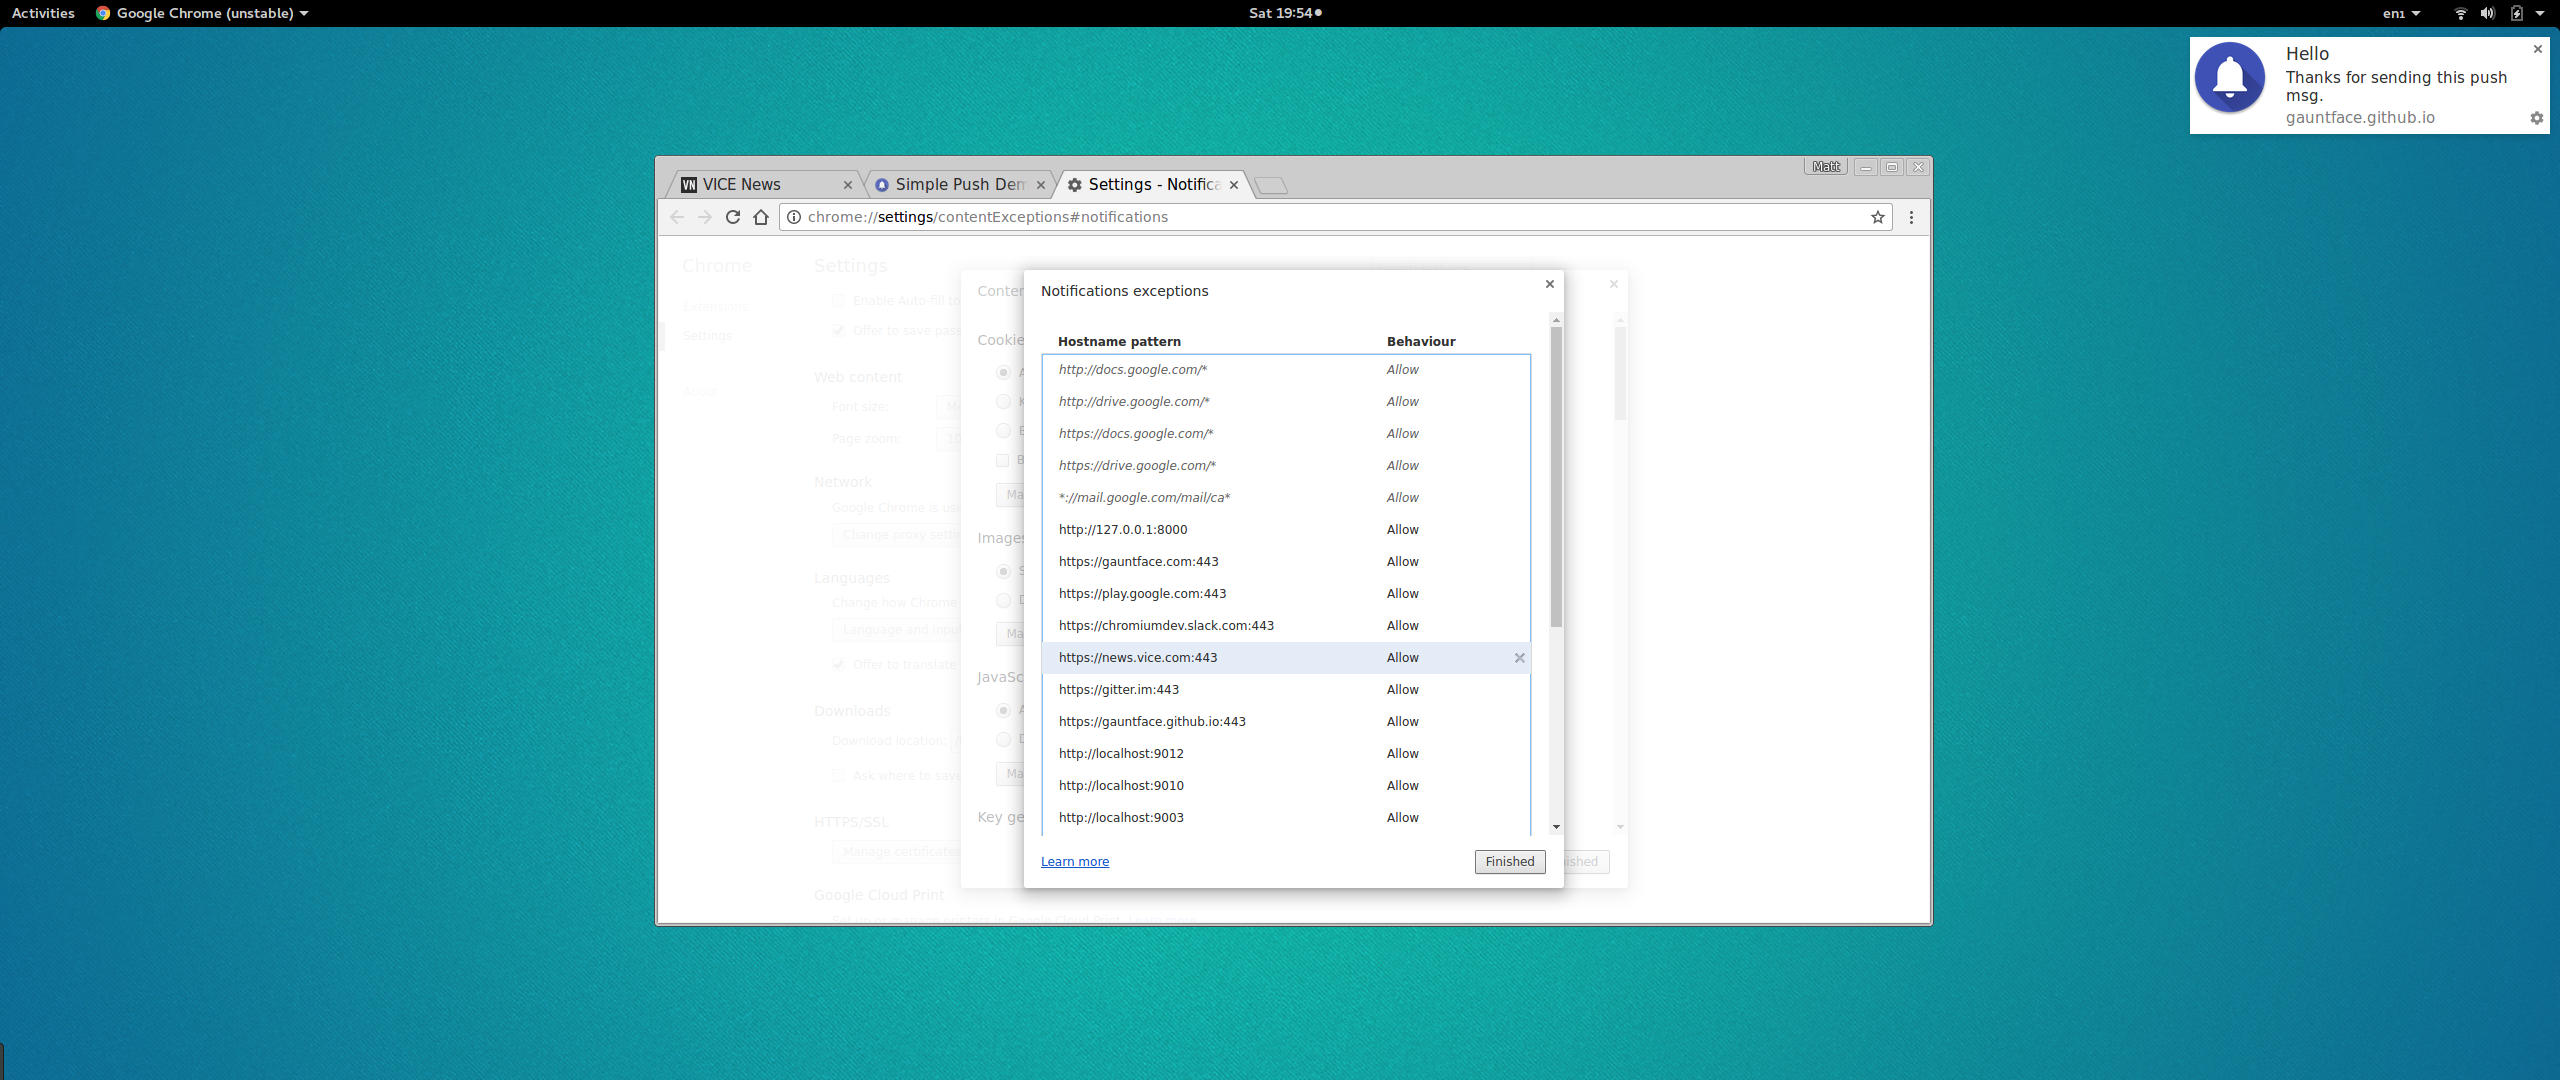 Activities
Google Chrome (unstable)
Sat 19:54
en1
Hello
Thanks for sending this push
msg.
gauntface.github.io
Matt
VICE News
Simple Push Dem
Settings - Notifica
chrome://settings/contentExceptions#notifications
Chrome
Extensions
Settings
About
Settings
Enable Auto-fill to
Offer to save pass
Web content
Font size:
Page zoom:
Network
Google Chrome is usi
Change proxy setti
Languages
Change how Chrome
Language and input
Offer to translate
Downloads
Download location:
Ask where to save
HTTPS/SSL
Manage certificates
Google Cloud Print
Set up or manage printers in Google Cloud Print. Learn more
Conten
Cookie
Ma
Images
Ma
JavaSc
Ma
Key ge
ished
Notifications exceptions
Hostname pattern Behaviour
http://docs.google.com/* Allow
http://drive.google.com/* Allow
https://docs.google.com/* Allow
https://drive.google.com/* Allow
*://mail.google.com/mail/ca* Allow
http://127.0.0.1:8000 Allow
https://gauntface.com:443 Allow
https://play.google.com:443 Allow
https://chromiumdev.slack.com:443 Allow
https://news.vice.com:443 Allow
https://gitter.im:443 Allow
https://gauntface.github.io:443 Allow
http://localhost:9012 Allow
http://localhost:9010 Allow
http://localhost:9003 Allow
Learn more
Finished